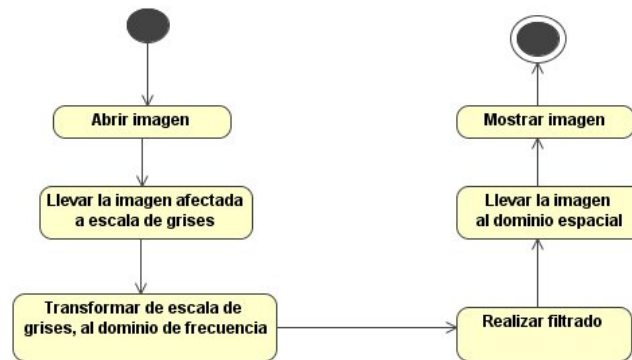 Abrir imagen
Llevar la imagen afectada
a escala de grises
Transformar de escala de
grises, al dominio de frecuencia
Realizar filtrado
Llevar la imagen
al dominio espacial
Mostrar imagen